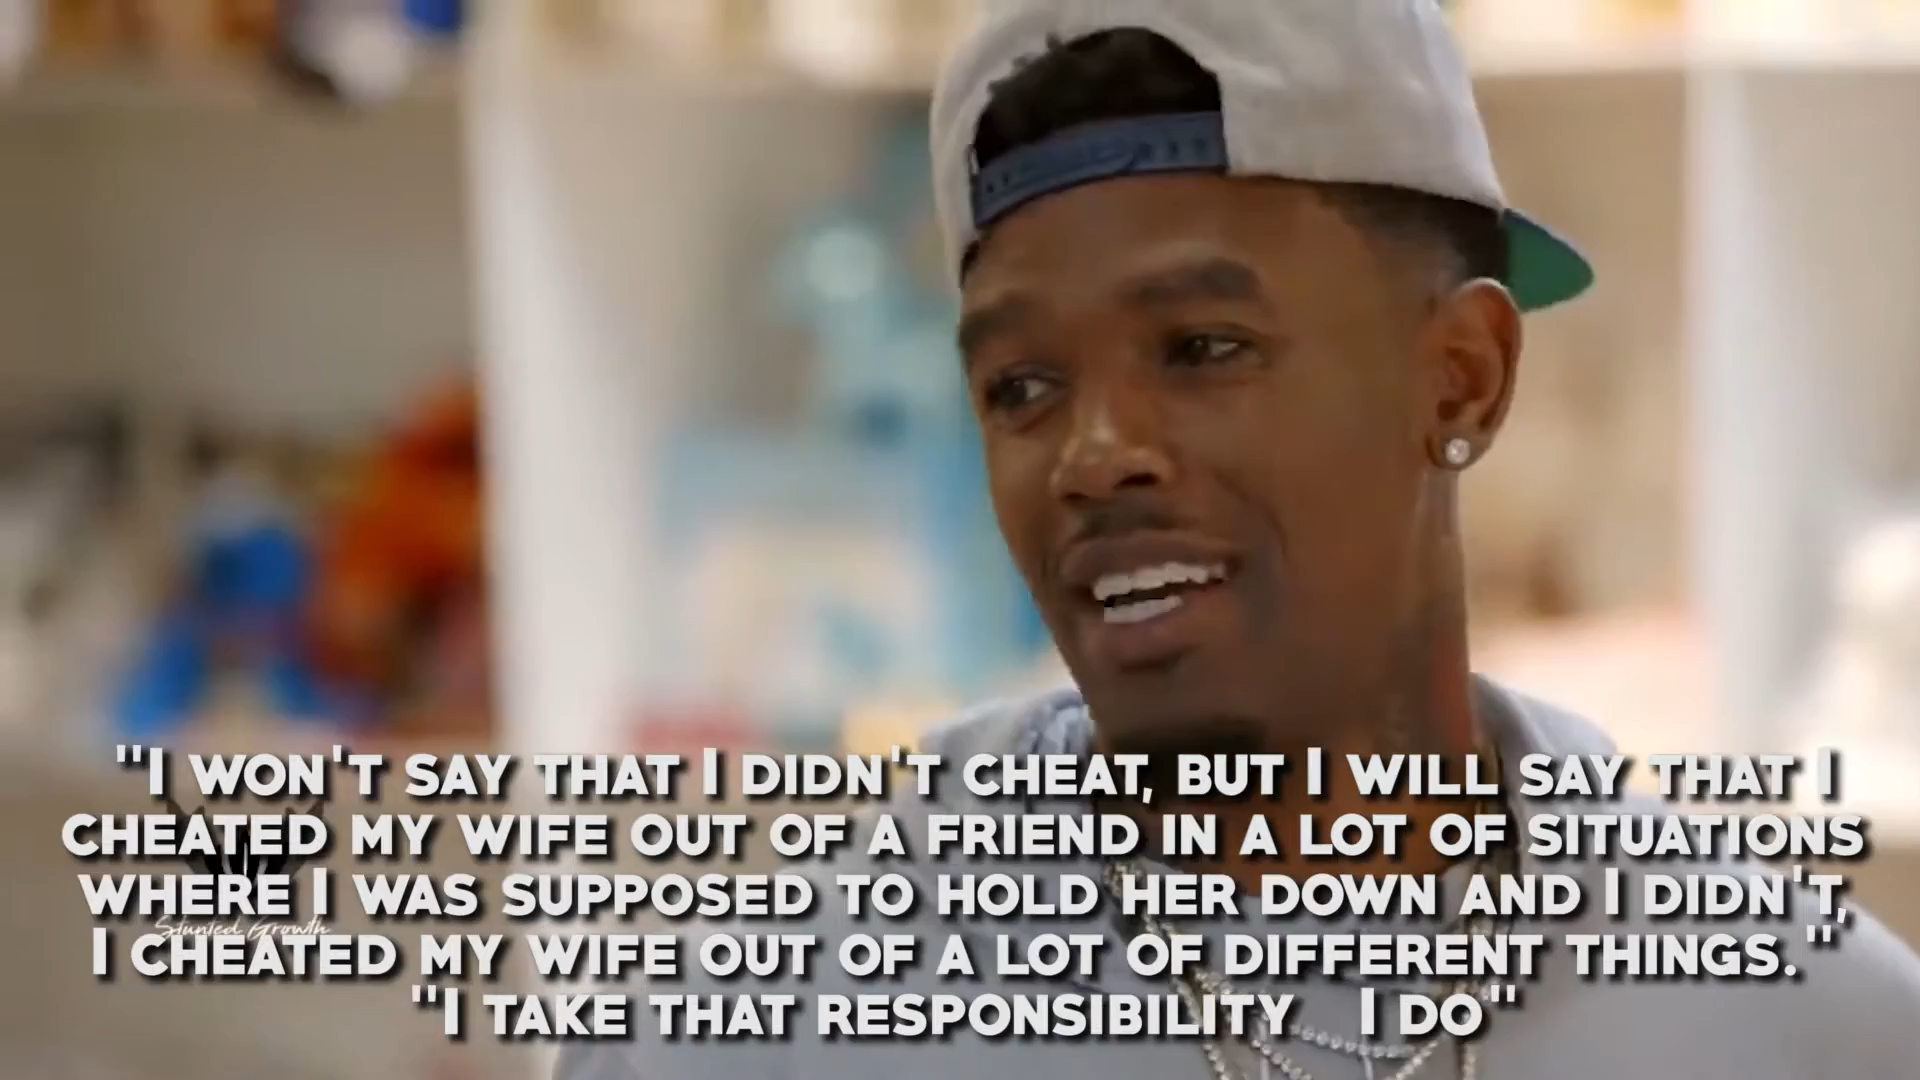 "I WON'T SAY THAT I DIDN'T CHEAT, BUT I WILL SAY THAT I
CHEATED MY WIFE OUT OF A FRIEND IN A LOT OF SITUATIONS
WHERE I WAS SUPPOSED TO HOLD HER DOWN AND I DIDN'T,
Stunted Growth
I CHEATED MY WIFE OUT OF A LOT OF DIFFERENT THINGS."
"I TAKE THAT RESPONSIBILITY I DO"